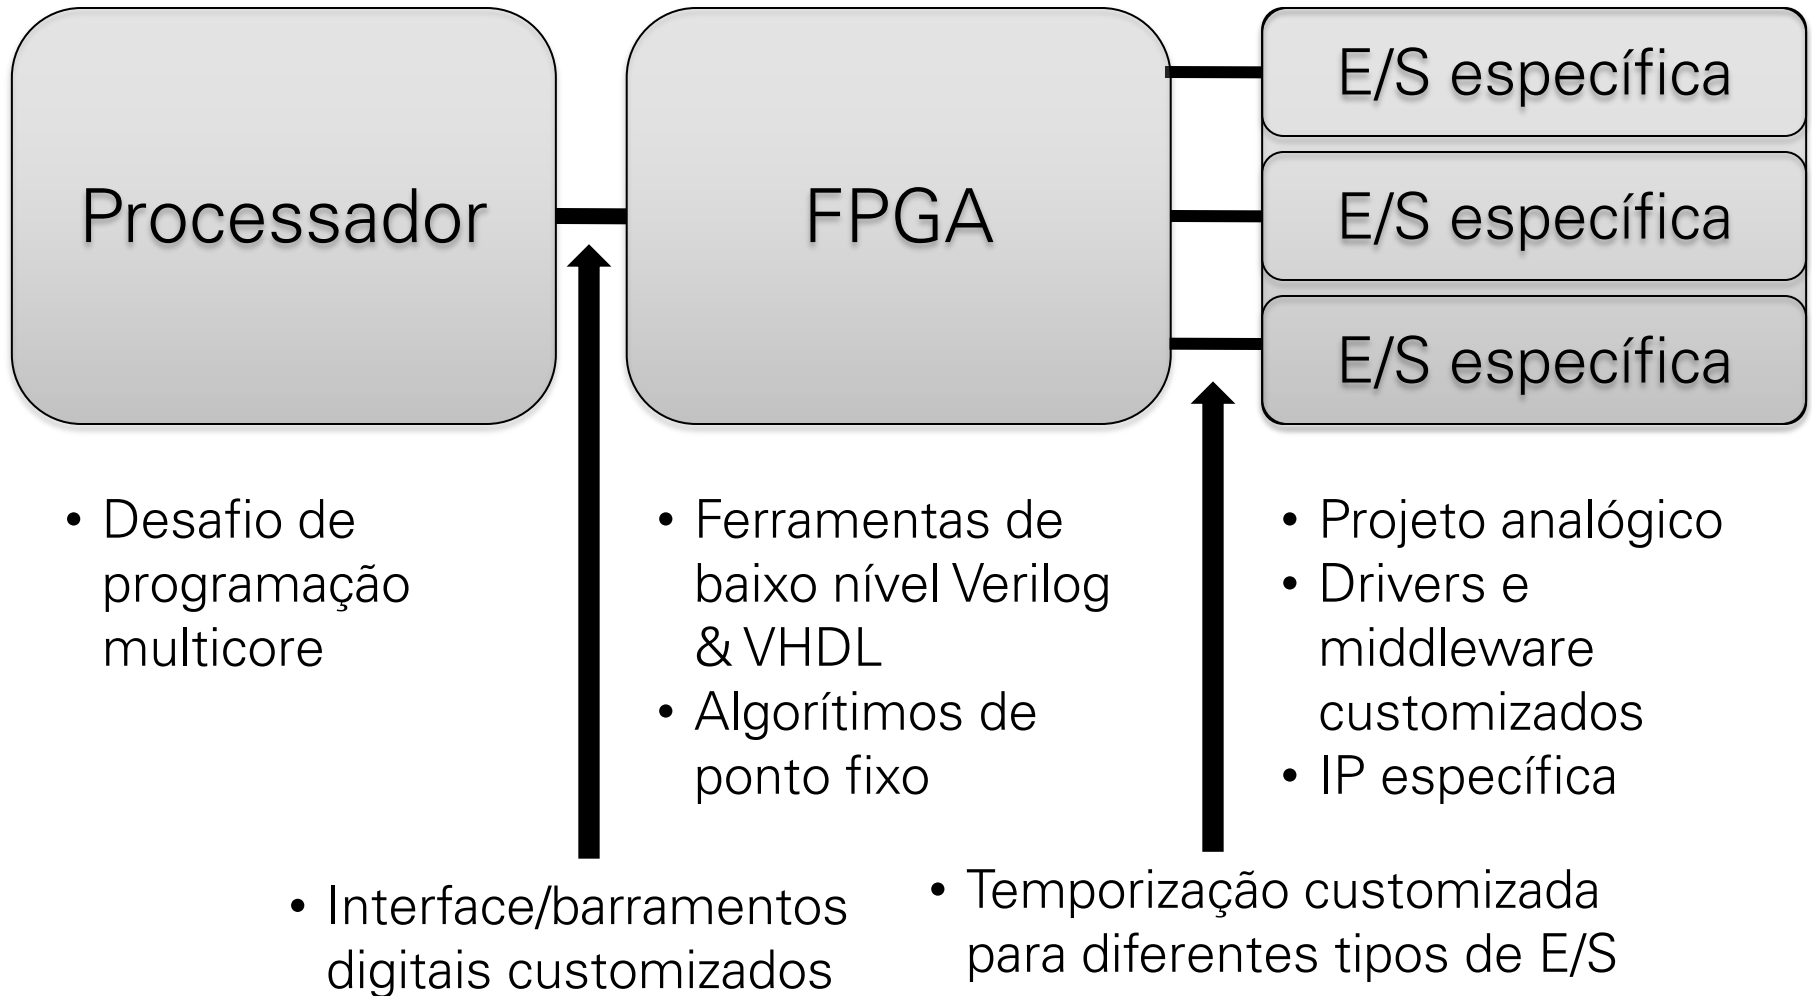 Processador
FPGA
E/S específica
E/S específica
E/S específica
• Desafio de
programação
multicore
• Ferramentas de
baixo nível Verilog
& VHDL
• Algorítimos de
ponto fixo
• Projeto analógico
• Drivers e
middleware
customizados
• IP específica
• Interface/barramentos
digitais customizados
• Temporização customizada
para diferentes tipos de E/S